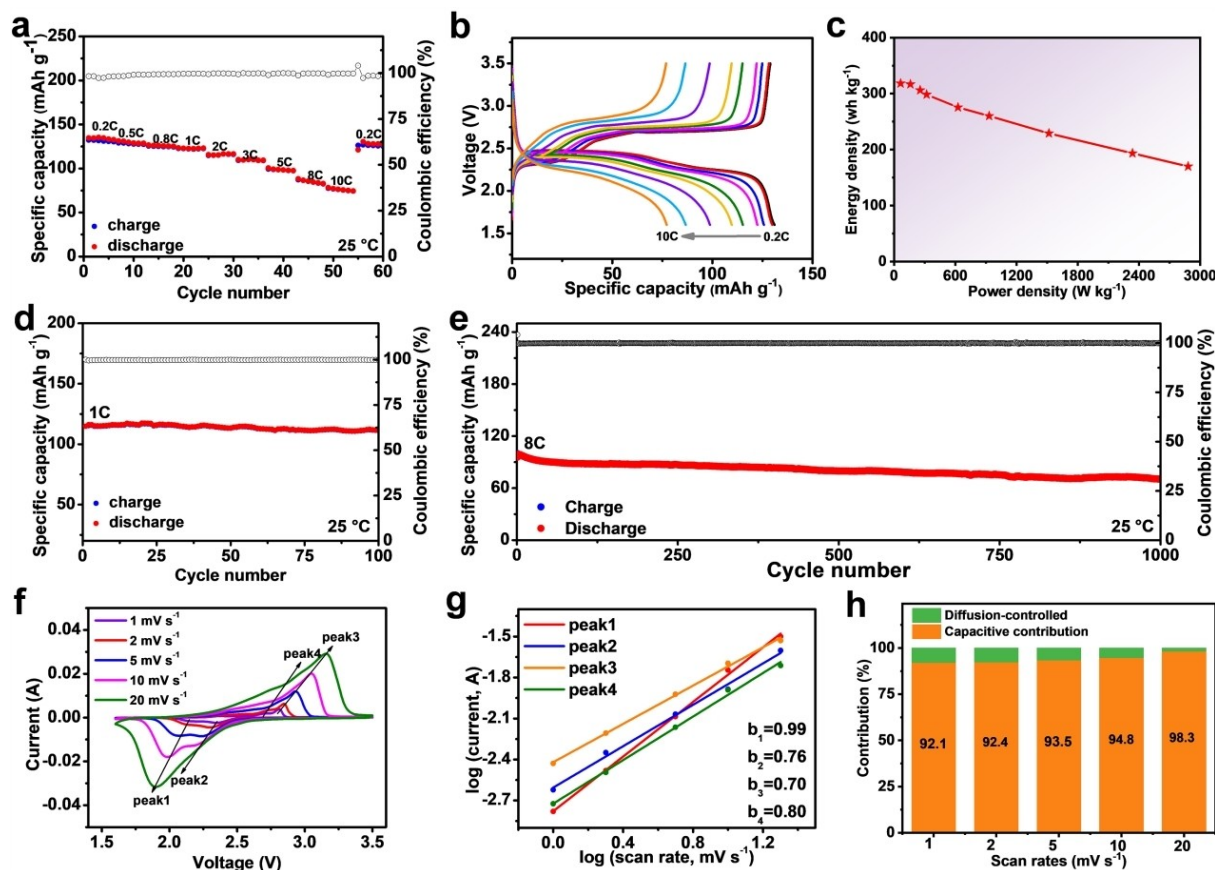 a
Specific capacity (mAh g⁻¹)
250
200
150
100
50
0
0.2C
0.5C
0.8C
1C
2C
3C
5C
8C
10C
0.2C
charge
discharge
25 °C
100
75
50
25
0
Coulombic efficiency (%)
0 10 20 30 40 50 60
Cycle number
b
Voltage (V)
3.5
3.0
2.5
2.0
1.5
10C
0.2C
0 50 100 150
Specific capacity (mAh g⁻¹)
c
Energy density (wh kg⁻¹)
400
300
200
100
0
0 600 1200 1800 2400 3000
Power density (W kg⁻¹)
d
Specific capacity (mAh g⁻¹)
200
175
150
125
100
75
50
1C
charge
discharge
25 °C
100
75
50
25
0
Coulombic efficiency (%)
0 25 50 75 100
Cycle number
e
Specific capacity (mAh g⁻¹)
240
210
180
150
120
90
60
30
0
8C
Charge
Discharge
25 °C
100
75
50
25
0
Coulombic efficiency (%)
0 250 500 750 1000
Cycle number
f
Current (A)
0.04
0.02
0.00
-0.02
-0.04
1 mV s⁻¹
2 mV s⁻¹
5 mV s⁻¹
10 mV s⁻¹
20 mV s⁻¹
peak3
peak4
peak2
peak1
1.5 2.0 2.5 3.0 3.5
Voltage (V)
g
log (current, A)
-1.5
-1.8
-2.1
-2.4
-2.7
peak1
peak2
peak3
peak4
b₁=0.99
b₂=0.76
b₃=0.70
b₄=0.80
0.0 0.4 0.8 1.2
log (scan rate, mV s⁻¹)
h
Diffusion-controlled
Capacitive contribution
Contribution (%)
100
75
50
25
0
92.1 92.4 93.5 94.8 98.3
1 2 5 10 20
Scan rates (mV s⁻¹)